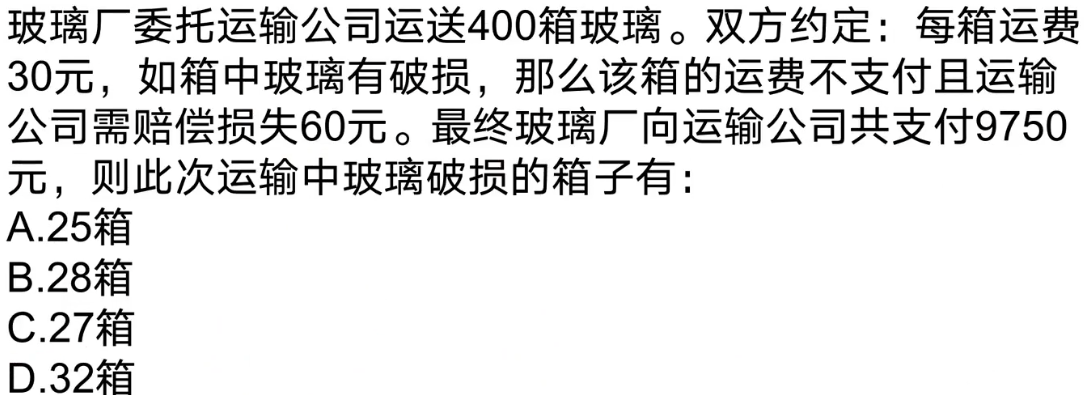 玻璃厂委托运输公司运送400箱玻璃。双方约定：每箱运费
30元，如箱中玻璃有破损，那么该箱的运费不支付且运输
公司需赔偿损失60元。最终玻璃厂向运输公司共支付9750
元，则此次运输中玻璃破损的箱子有：
A.25箱
B.28箱
C.27箱
D.32箱